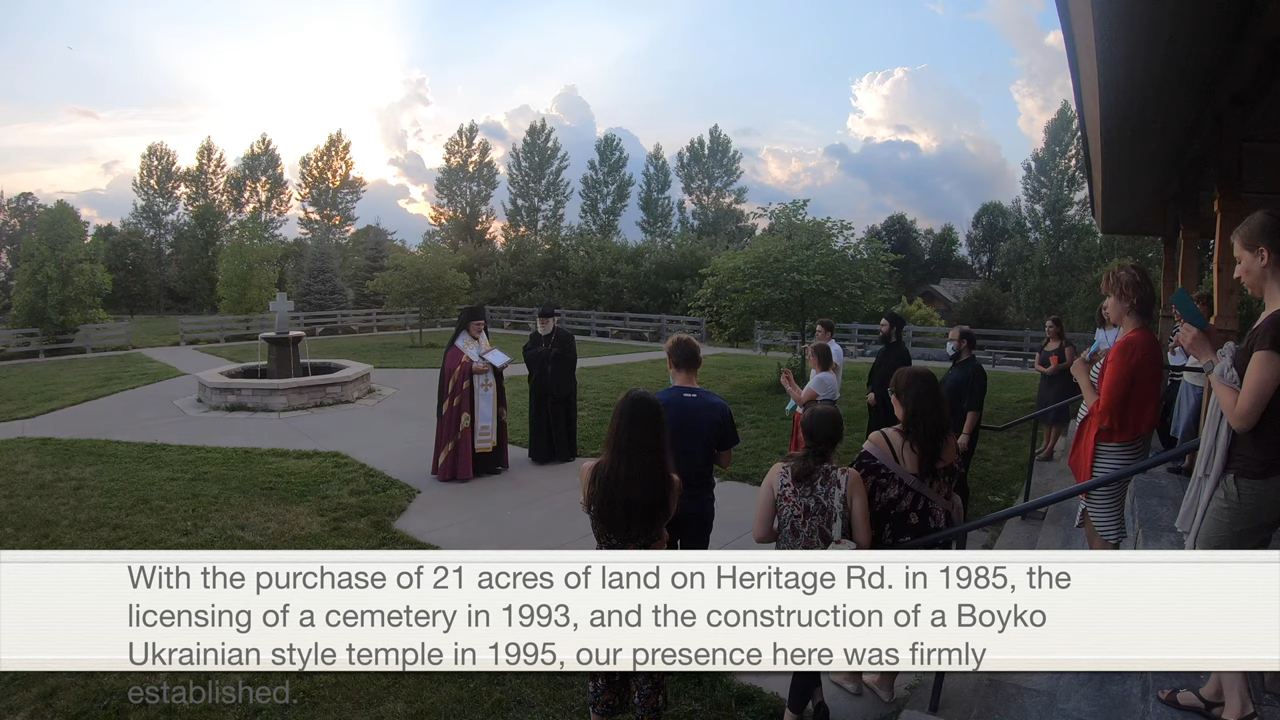 With the purchase of 21 acres of land on Heritage Rd. in 1985, the
licensing of a cemetery in 1993, and the construction of a Boyko
Ukrainian style temple in 1995, our presence here was firmly
established.